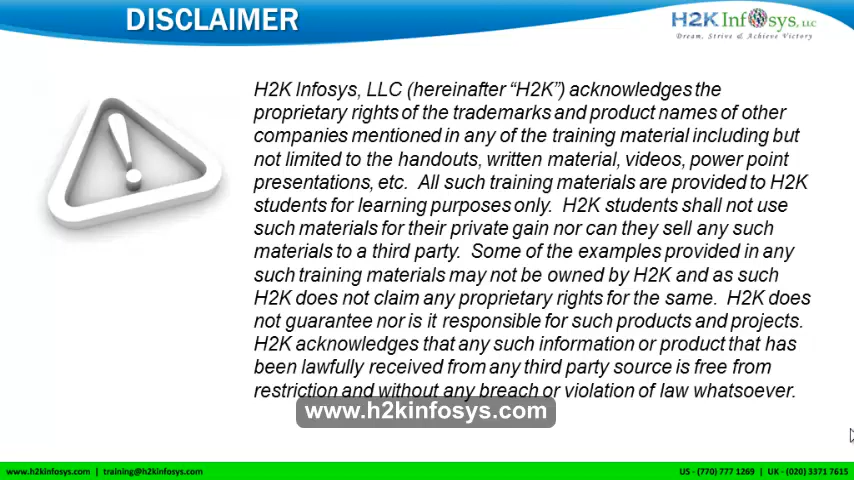 DISCLAIMER
H2K Infosys, LLC
Dream, Strive & Achieve Victory
H2K Infosys, LLC (hereinafter “H2K”) acknowledges the
proprietary rights of the trademarks and product names of other
companies mentioned in any of the training material including but
not limited to the handouts, written material, videos, power point
presentations, etc.  All such training materials are provided to H2K
students for learning purposes only.  H2K students shall not use
such materials for their private gain nor can they sell any such
materials to a third party.  Some of the examples provided in any
such training materials may not be owned by H2K and as such
H2K does not claim any proprietary rights for the same.  H2K does
not guarantee nor is it responsible for such products and projects.
H2K acknowledges that any such information or product that has
been lawfully received from any third party source is free from
restriction and without any breach or violation of law whatsoever.
www.h2kinfosys.com
www.h2kinfosys.com | training@h2kinfosys.com
US - (770) 777 1269 | UK - (020) 3371 7615